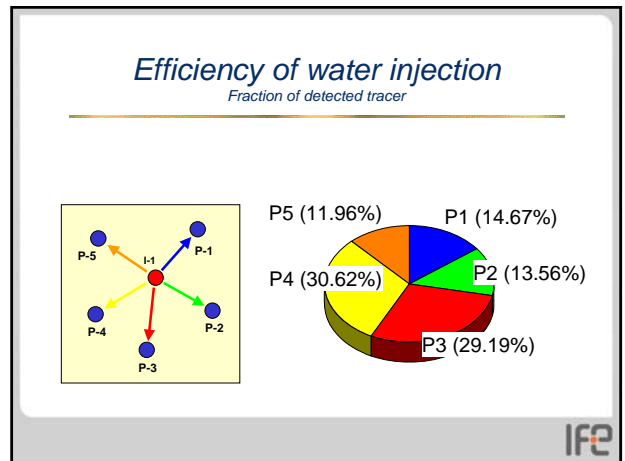 Efficiency of water injection
Fraction of detected tracer
I-1
P-1
P-5
P-4
P-2
P-3
P5 (11.96%)
P1 (14.67%)
P4 (30.62%)
P2 (13.56%)
P3 (29.19%)
IFe